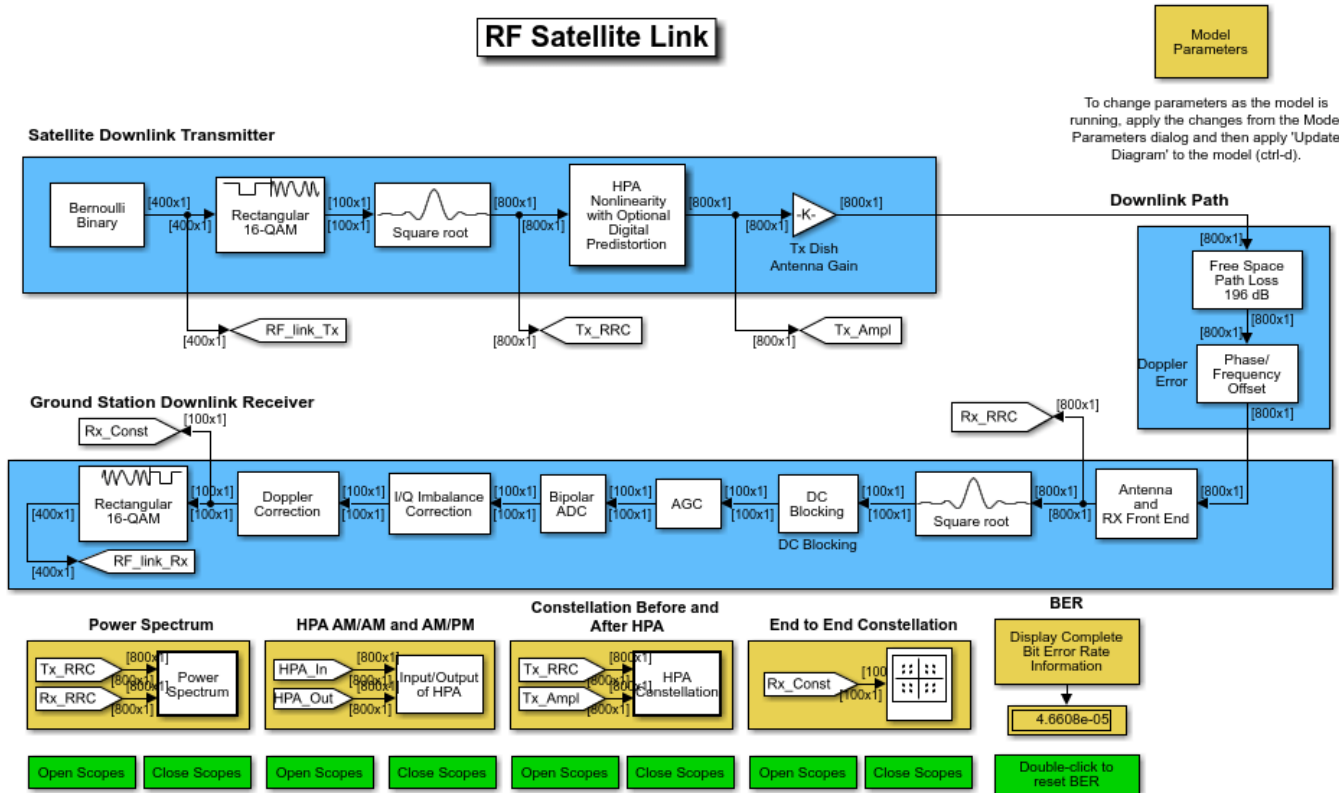 RF Satellite Link
Model
Parameters
To change parameters as the model is
running, apply the changes from the Mode
Parameters dialog and then apply 'Update
Diagram' to the model (ctrl-d).
Satellite Downlink Transmitter
Bernoulli
Binary
[400x1]
[400x1]
Rectangular
16-QAM
[100x1]
[100x1]
Square root
[800x1]
[800x1]
HPA
Nonlinearity
with Optional
Digital
Predistortion
[800x1]
[800x1]
-K-
[800x1]
Tx Dish
Antenna Gain
[400x1]
RF_link_Tx
[800x1]
Tx_RRC
[800x1]
Tx_Ampl
Downlink Path
[800x1]
Free Space
Path Loss
196 dB
[800x1]
[800x1]
Doppler
Error
Phase/
Frequency
Offset
[800x1]
Ground Station Downlink Receiver
Rx_Const
[100x1]
Rx_RRC
[800x1]
[400x1]
Rectangular
16-QAM
[100x1]
[100x1]
Doppler
Correction
[100x1]
[100x1]
I/Q Imbalance
Correction
[100x1]
[100x1]
Bipolar
ADC
[100x1]
[100x1]
AGC
[100x1]
[100x1]
DC
Blocking
DC Blocking
[100x1]
[100x1]
Square root
[800x1]
[800x1]
Antenna
and
RX Front End
[800x1]
[400x1]
RF_link_Rx
Power Spectrum
Tx_RRC
[800x1]
[800x1]
Rx_RRC
[800x1]
[800x1]
Power
Spectrum
Open Scopes
Close Scopes
HPA AM/AM and AM/PM
HPA_In
[800x1]
[800x1]
HPA_Out
[800x1]
[800x1]
Input/Output
of HPA
Open Scopes
Close Scopes
Constellation Before and
After HPA
Tx_RRC
[800x1]
[800x1]
Tx_Ampl
[800x1]
[800x1]
HPA
Constellation
Open Scopes
Close Scopes
End to End Constellation
Rx_Const
[100
[100x1]
Open Scopes
Close Scopes
BER
Display Complete
Bit Error Rate
Information
4.6608e-05
Double-click to
reset BER